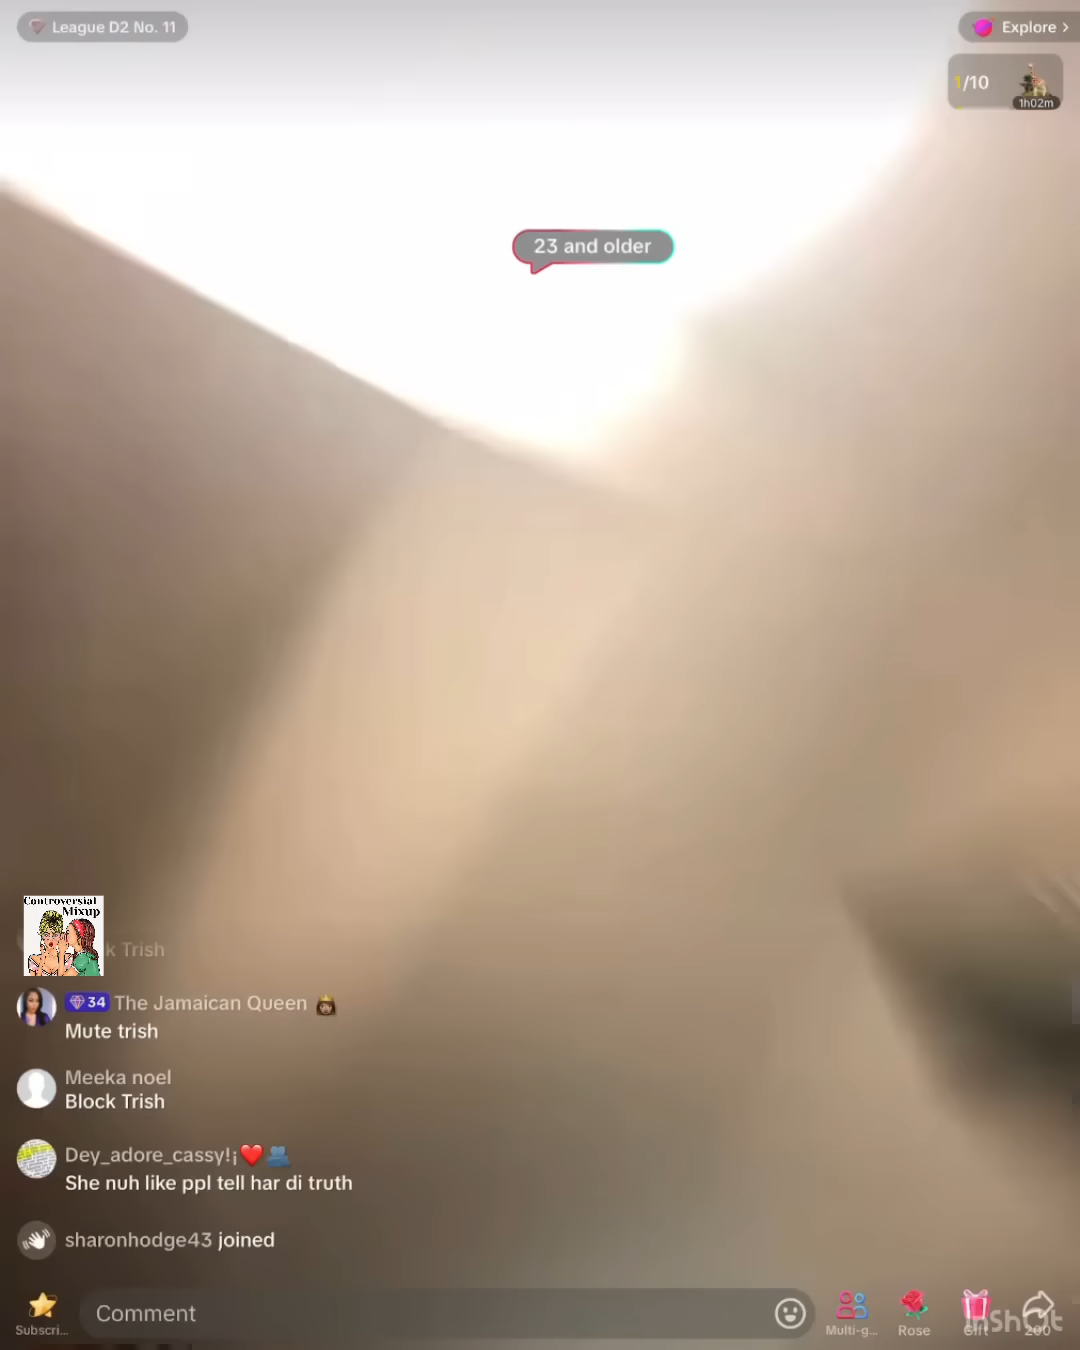 League D2 No. 11
Explore >
1/10
1h02m
23 and older
Controversial
Mixup
k Trish
34 The Jamaican Queen
Mute trish
Meeka noel
Block Trish
Dey_adore_cassy!¡
She nuh like ppl tell har di truth
sharonhodge43 joined
Subscri...
Comment
Multi-g...
Rose
Gift
200
InShot